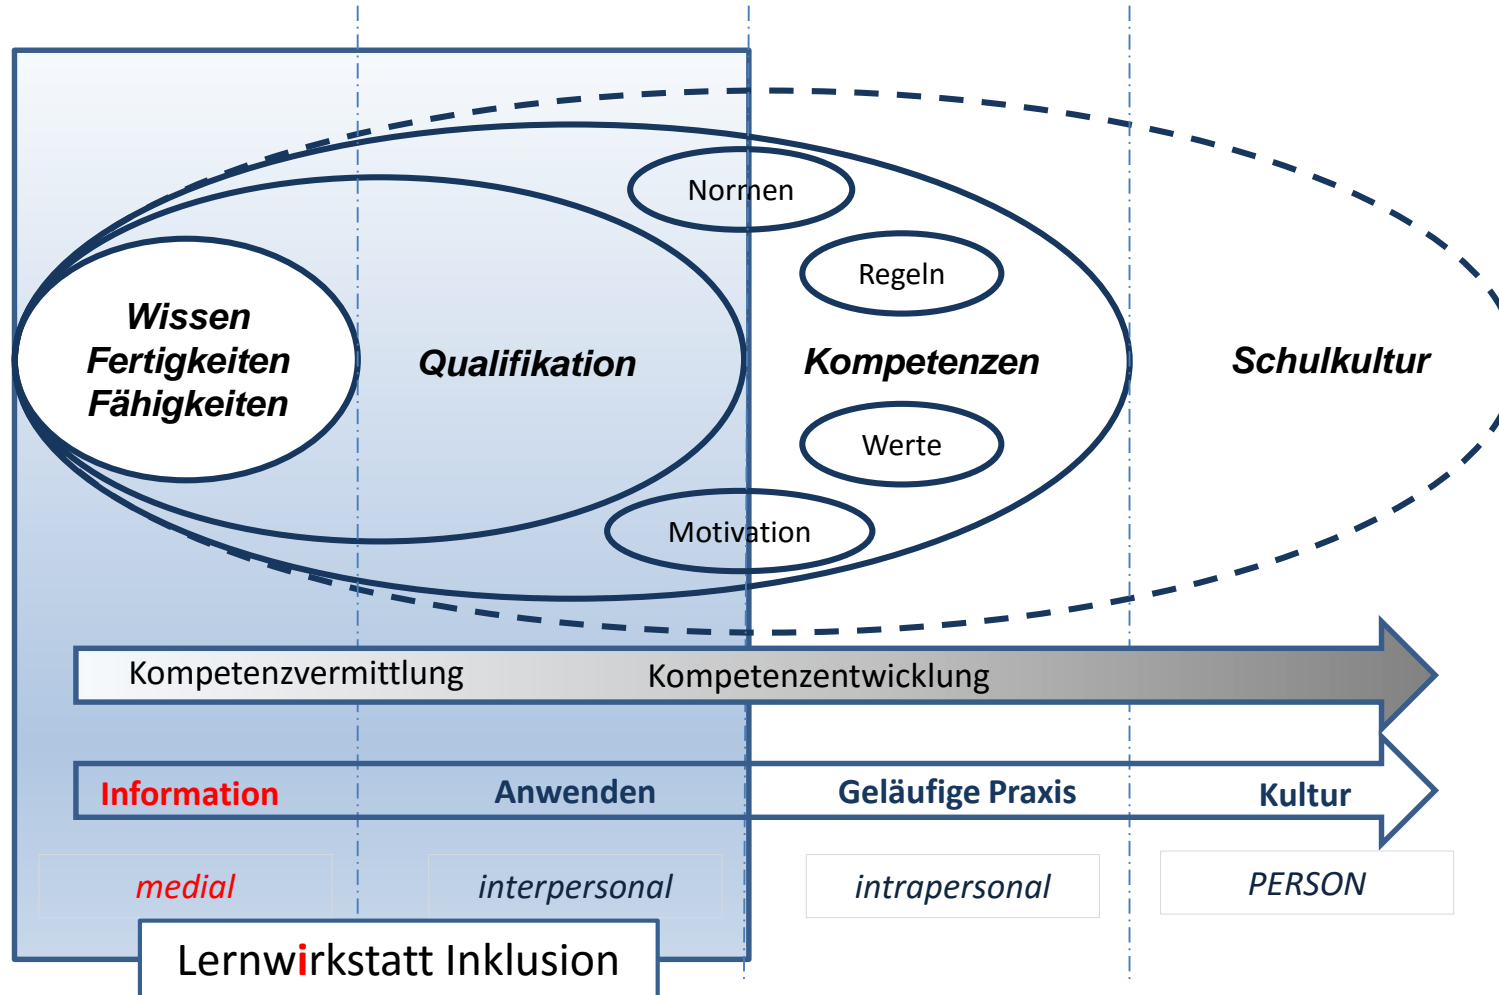 Normen
Regeln
Wissen
Fertigkeiten
Fähigkeiten
Qualifikation
Kompetenzen
Schulkultur
Werte
Motivation
Kompetenzvermittlung
Kompetenzentwicklung
Information
Anwenden
Geläufige Praxis
Kultur
medial
interpersonal
intrapersonal
PERSON
Lernwirkstatt Inklusion